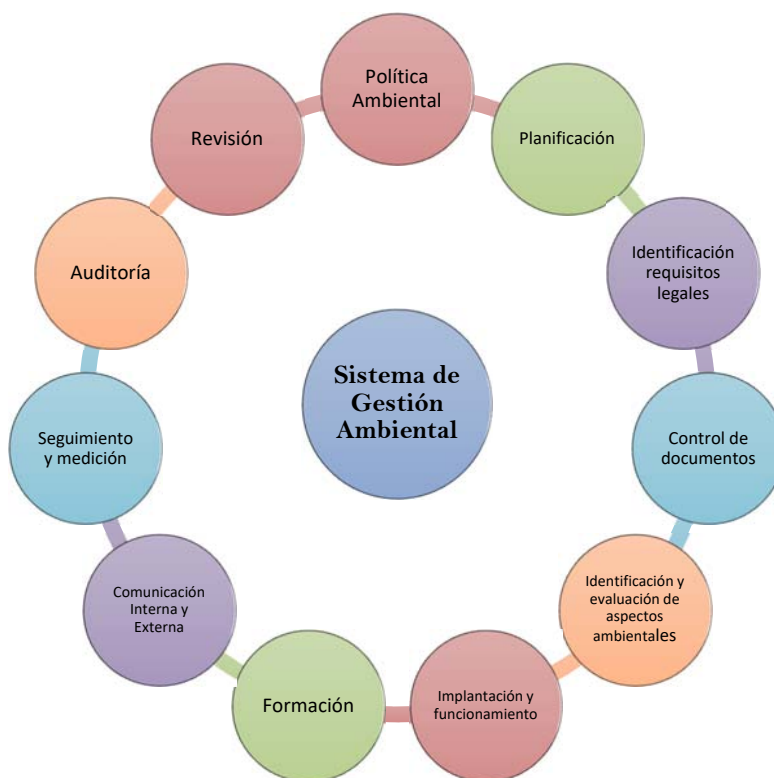 Política
Ambiental
Planificación
Identificación
requisitos
legales
Control de
documentos
Identificación y
evaluación de
aspectos
ambientales
Implantación y
funcionamiento
Formación
Comunicación
Interna y
Externa
Seguimiento
y medición
Auditoría
Revisión
Sistema de
Gestión
Ambiental